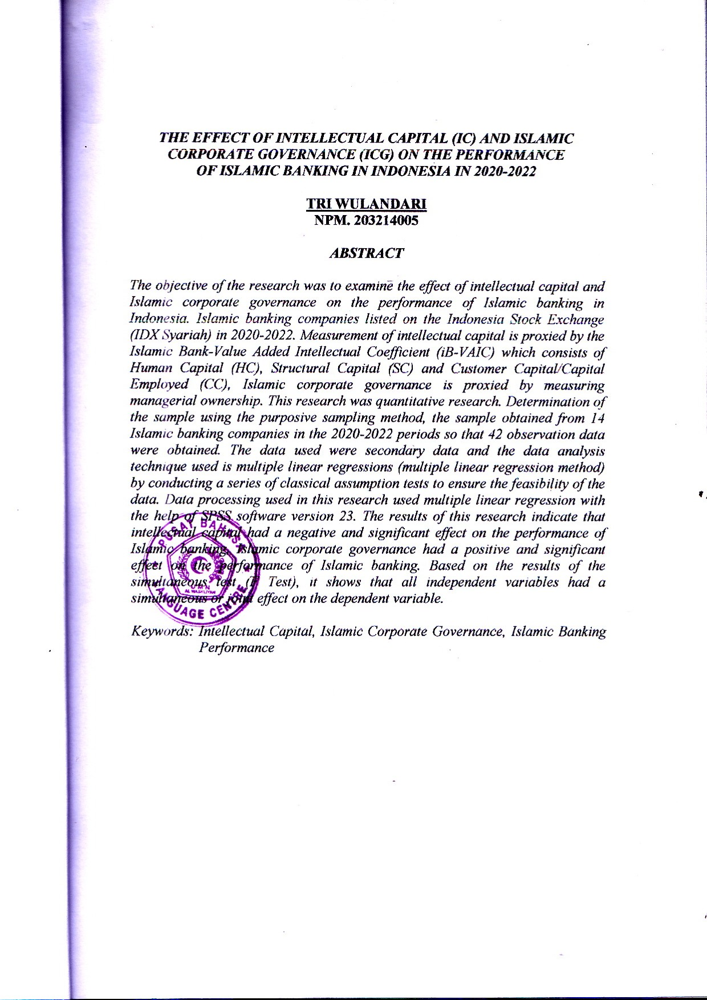 THE EFFECT OF INTELLECTUAL CAPITAL (IC) AND ISLAMIC
CORPORATE GOVERNANCE (ICG) ON THE PERFORMANCE
OF ISLAMIC BANKING IN INDONESIA IN 2020-2022
TRI WULANDARI
NPM. 203214005
ABSTRACT
The objective of the research was to examine the effect of intellectual capital and
Islamic corporate governance on the performance of Islamic banking in
Indonesia. Islamic banking companies listed on the Indonesia Stock Exchange
(IDX Syariah) in 2020-2022. Measurement of intellectual capital is proxied by the
Islamic Bank-Value Added Intellectual Coefficient (iB-VAIC) which consists of
Human Capital (HC), Structural Capital (SC) and Customer Capital/Capital
Employed (CC), Islamic corporate governance is proxied by measuring
managerial ownership. This research was quantitative research. Determination of
the sample using the purposive sampling method, the sample obtained from 14
Islamic banking companies in the 2020-2022 periods so that 42 observation data
were obtained. The data used were secondary data and the data analysis
technique used is multiple linear regressions (multiple linear regression method)
by conducting a series of classical assumption tests to ensure the feasibility of the
data. Data processing used in this research used multiple linear regression with
the help of SPSS software version 23. The results of this research indicate that
intellectual capital had a negative and significant effect on the performance of
Islamic banking. Islamic corporate governance had a positive and significant
effect on the performance of Islamic banking. Based on the results of the
simultaneous test (F Test), it shows that all independent variables had a
simultaneous or joint effect on the dependent variable.
Keywords: Intellectual Capital, Islamic Corporate Governance, Islamic Banking
Performance
PUSAT BAHASA
UMN
AL WASHLIYAH
LANGUAGE CENTRE